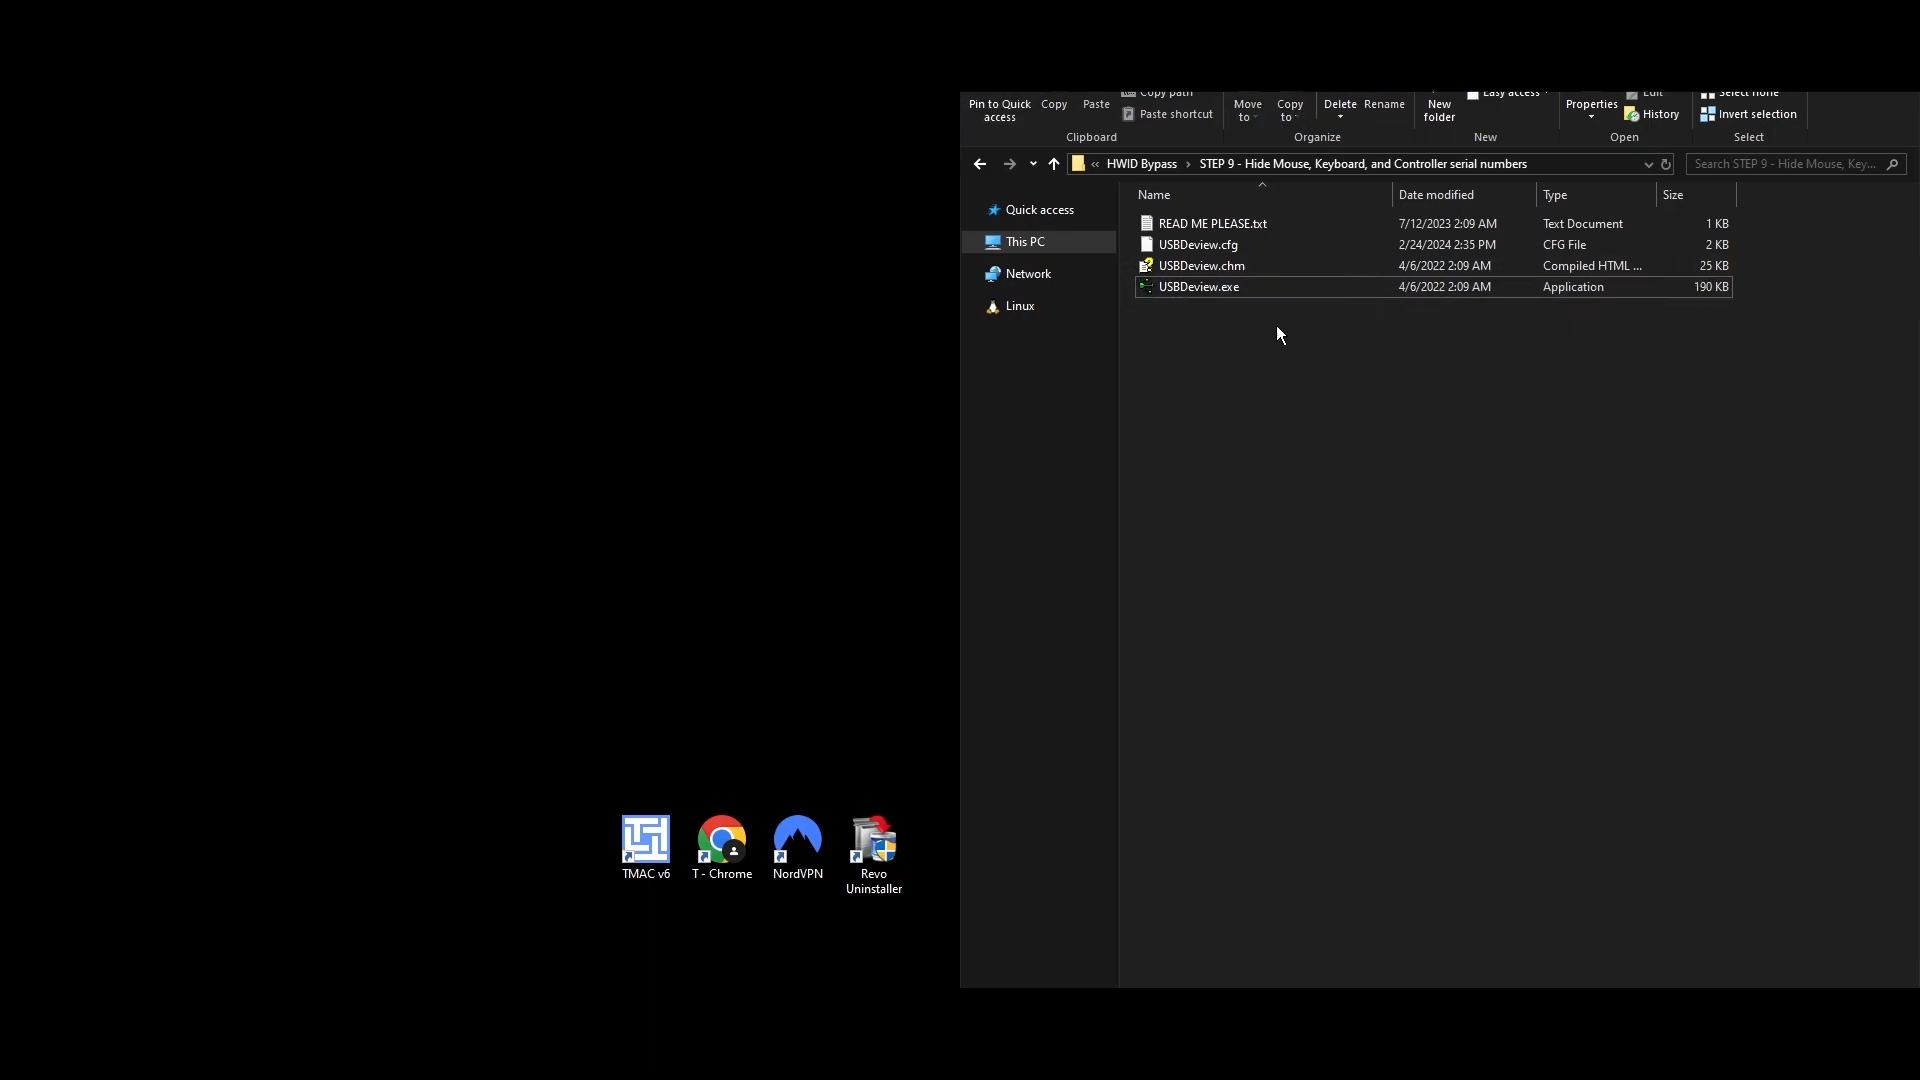 Copy path
Easy access
Edit
Select none
Pin to Quick access
Copy
Paste
Paste shortcut
Move to
Copy to
Delete
Rename
New folder
Properties
History
Invert selection
Clipboard
Organize
New
Open
Select
« HWID Bypass › STEP 9 - Hide Mouse, Keyboard, and Controller serial numbers
Search STEP 9 - Hide Mouse, Key...
Name Date modified Type Size
Quick access
This PC
Network
Linux
READ ME PLEASE.txt 7/12/2023 2:09 AM Text Document 1 KB
USBDeview.cfg 2/24/2024 2:35 PM CFG File 2 KB
USBDeview.chm 4/6/2022 2:09 AM Compiled HTML ... 25 KB
USBDeview.exe 4/6/2022 2:09 AM Application 190 KB
TMAC v6
T - Chrome
NordVPN
Revo
Uninstaller